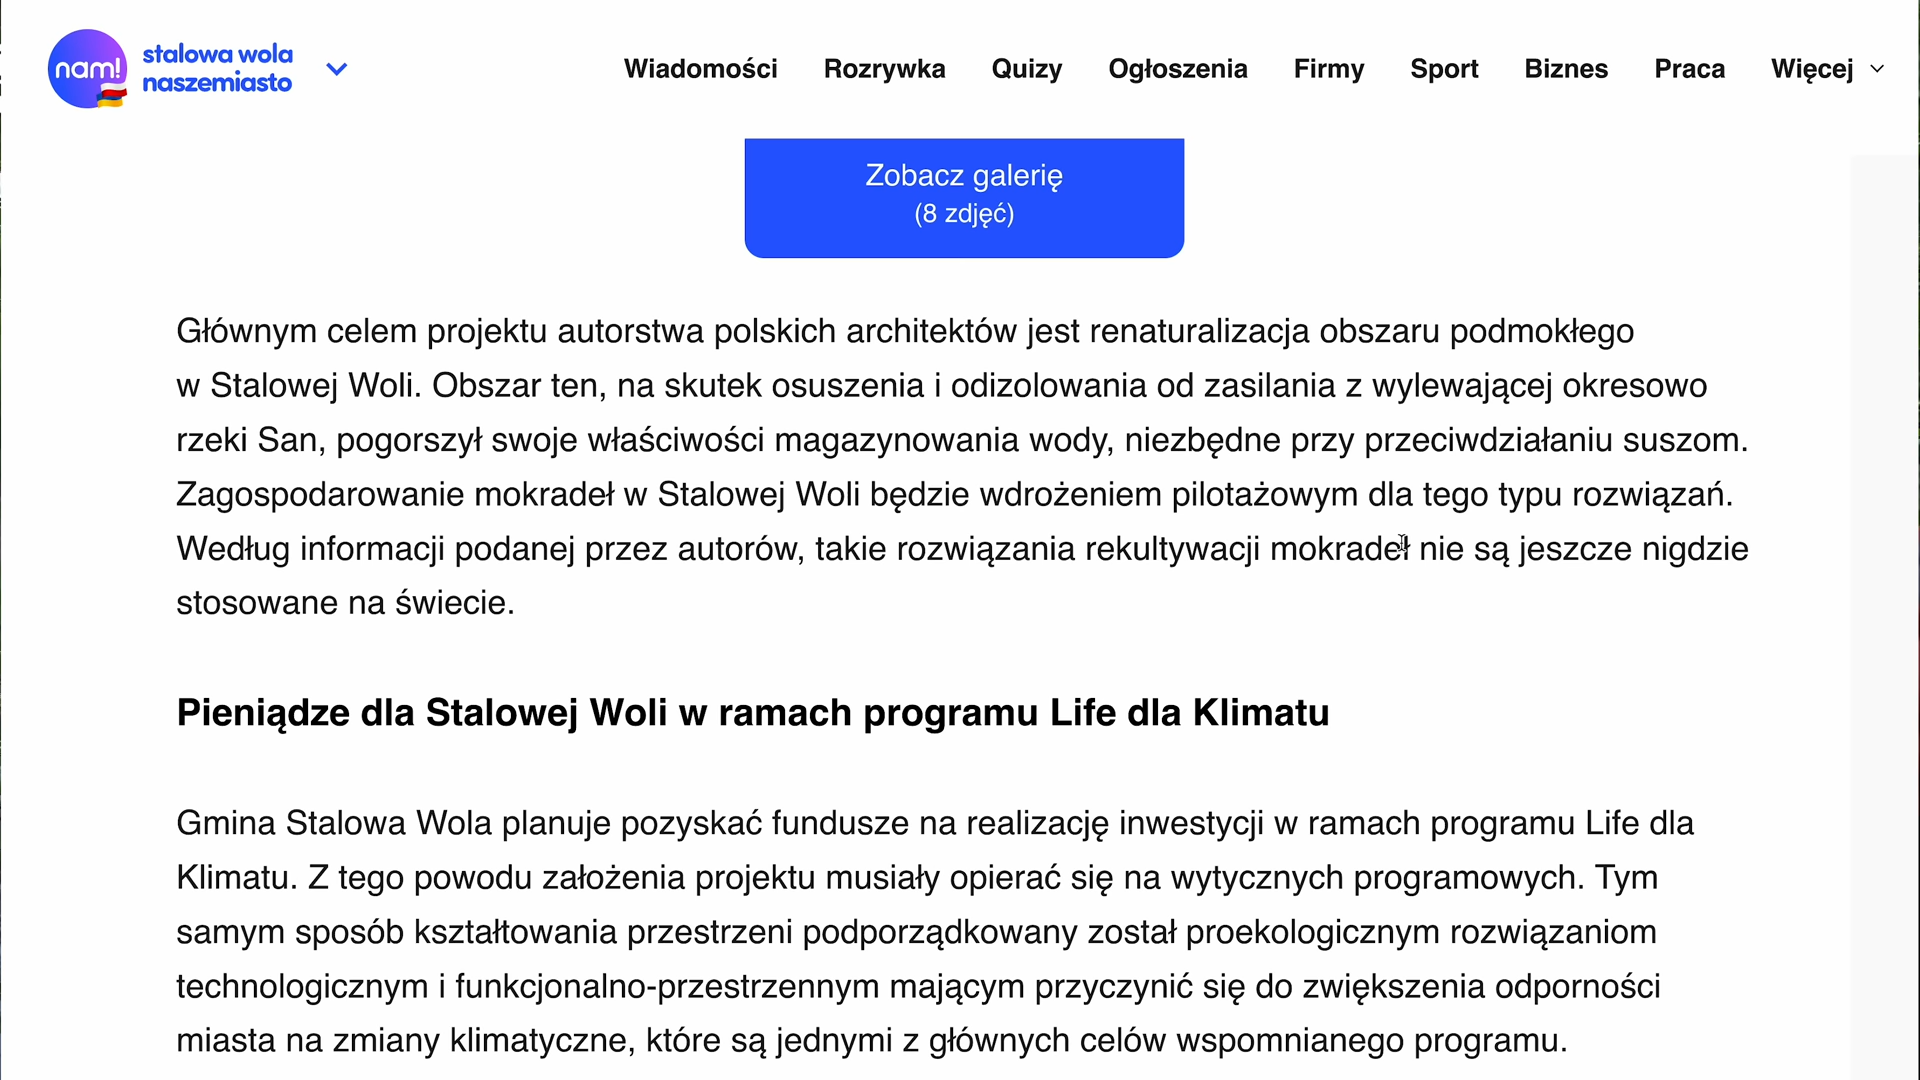 nam!
stalowa wola
naszemiasto
Wiadomości Rozrywka Quizy Ogłoszenia Firmy Sport Biznes Praca Więcej
Zobacz galerię
(8 zdjęć)
Głównym celem projektu autorstwa polskich architektów jest renaturalizacja obszaru podmokłego
w Stalowej Woli. Obszar ten, na skutek osuszenia i odizolowania od zasilania z wylewającej okresowo
rzeki San, pogorszył swoje właściwości magazynowania wody, niezbędne przy przeciwdziałaniu suszom.
Zagospodarowanie mokradeł w Stalowej Woli będzie wdrożeniem pilotażowym dla tego typu rozwiązań.
Według informacji podanej przez autorów, takie rozwiązania rekultywacji mokradeł nie są jeszcze nigdzie
stosowane na świecie.
Pieniądze dla Stalowej Woli w ramach programu Life dla Klimatu
Gmina Stalowa Wola planuje pozyskać fundusze na realizację inwestycji w ramach programu Life dla
Klimatu. Z tego powodu założenia projektu musiały opierać się na wytycznych programowych. Tym
samym sposób kształtowania przestrzeni podporządkowany został proekologicznym rozwiązaniom
technologicznym i funkcjonalno-przestrzennym mającym przyczynić się do zwiększenia odporności
miasta na zmiany klimatyczne, które są jednymi z głównych celów wspomnianego programu.